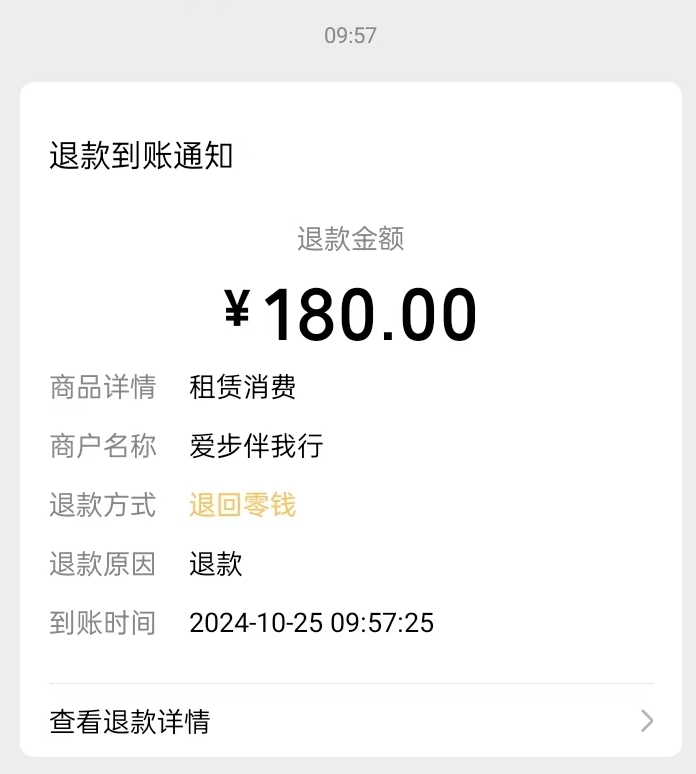 09:57
退款到账通知
退款金额
¥180.00
商品详情 租赁消费
商户名称 爱步伴我行
退款方式 退回零钱
退款原因 退款
到账时间 2024-10-25 09:57:25
查看退款详情